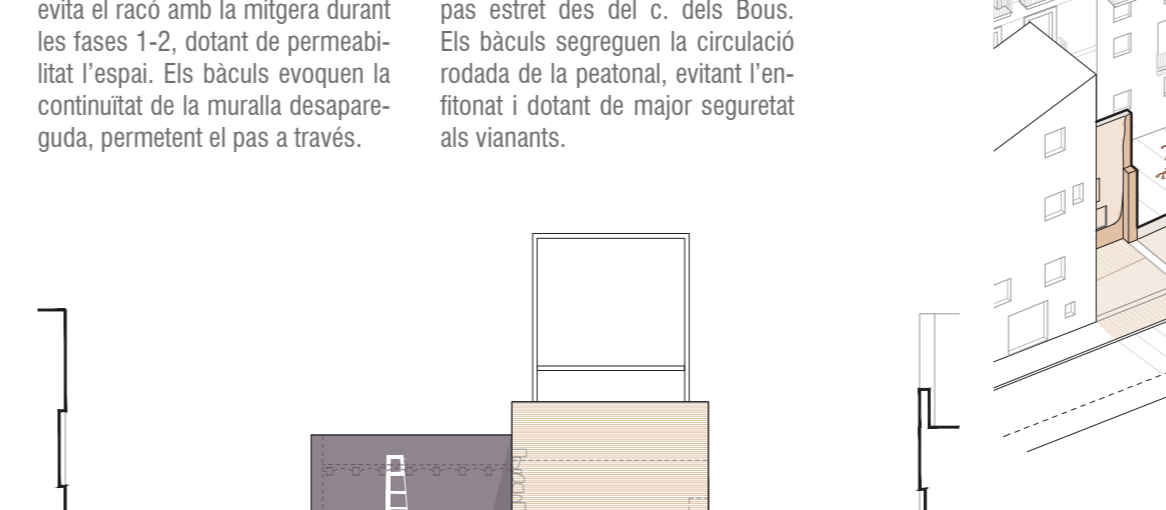 evita el racó amb la mitgera durant
les fases 1-2, dotant de permeabi-
litat l'espai. Els bàculs evoquen la
continuïtat de la muralla desapare-
guda, permetent el pas a través.
pas estret des del c. dels Bous.
Els bàculs segreguen la circulació
rodada de la peatonal, evitant l'en-
fitonat i dotant de major seguretat
als vianants.